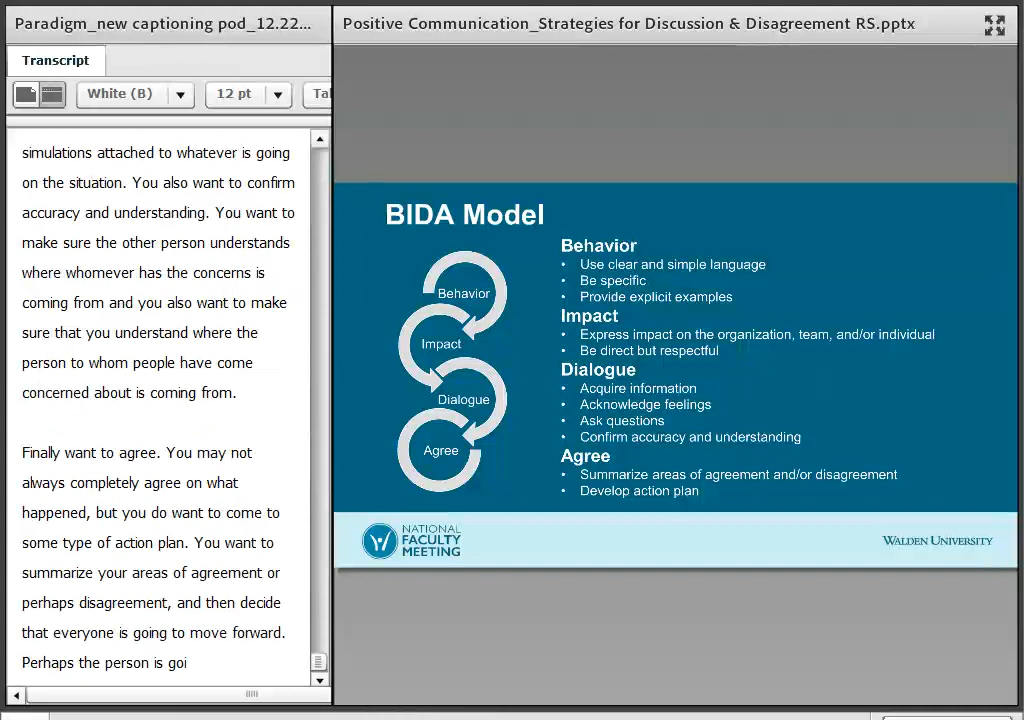 Paradigm_new captioning pod_12.22...
Transcript
White (B)
12 pt
Tal
simulations attached to whatever is going
on the situation. You also want to confirm
accuracy and understanding. You want to
make sure the other person understands
where whomever has the concerns is
coming from and you also want to make
sure that you understand where the
person to whom people have come
concerned about is coming from.
Finally want to agree. You may not
always completely agree on what
happened, but you do want to come to
some type of action plan. You want to
summarize your areas of agreement or
perhaps disagreement, and then decide
that everyone is going to move forward.
Perhaps the person is goi
Positive Communication_Strategies for Discussion & Disagreement RS.pptx
BIDA Model
Behavior
Impact
Dialogue
Agree
Behavior
• Use clear and simple language
• Be specific
• Provide explicit examples
Impact
• Express impact on the organization, team, and/or individual
• Be direct but respectful
Dialogue
• Acquire information
• Acknowledge feelings
• Ask questions
• Confirm accuracy and understanding
Agree
• Summarize areas of agreement and/or disagreement
• Develop action plan
NATIONAL
FACULTY
MEETING
WALDEN UNIVERSITY